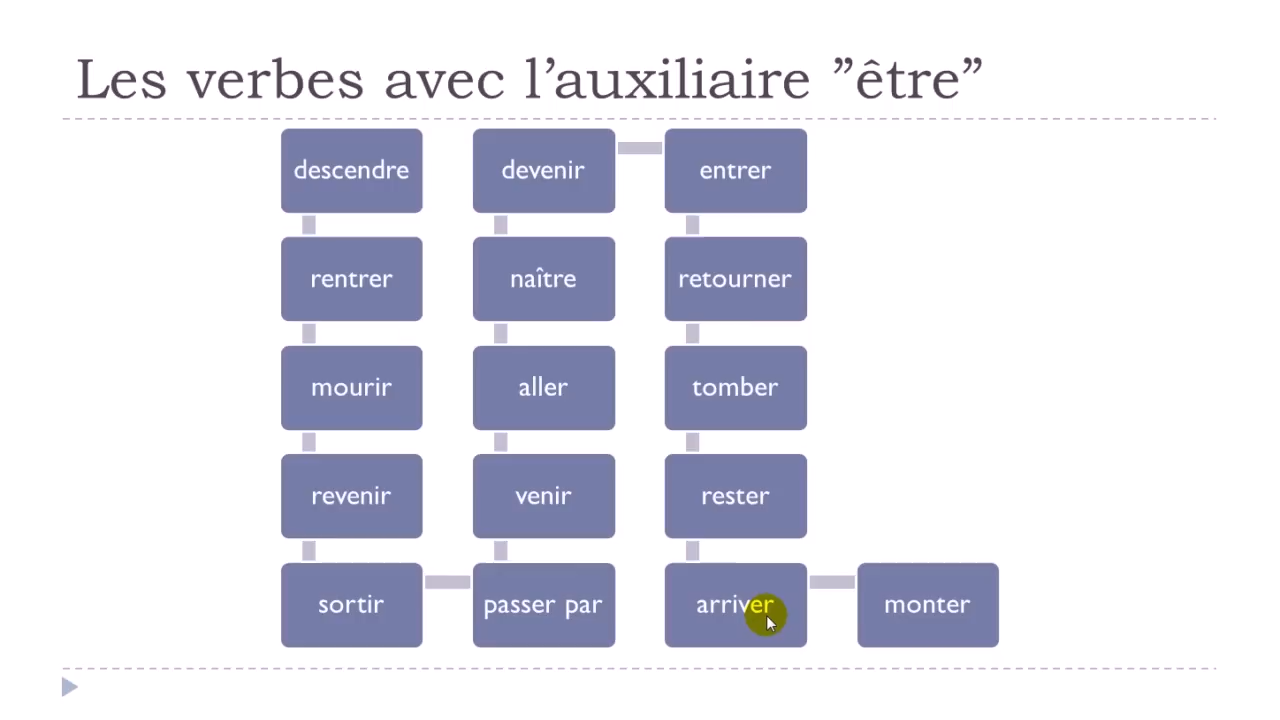 Les verbes avec l’auxiliaire ”être”
descendre
rentrer
mourir
revenir
sortir
passer par
venir
aller
naître
devenir
entrer
retourner
tomber
rester
arriver
monter